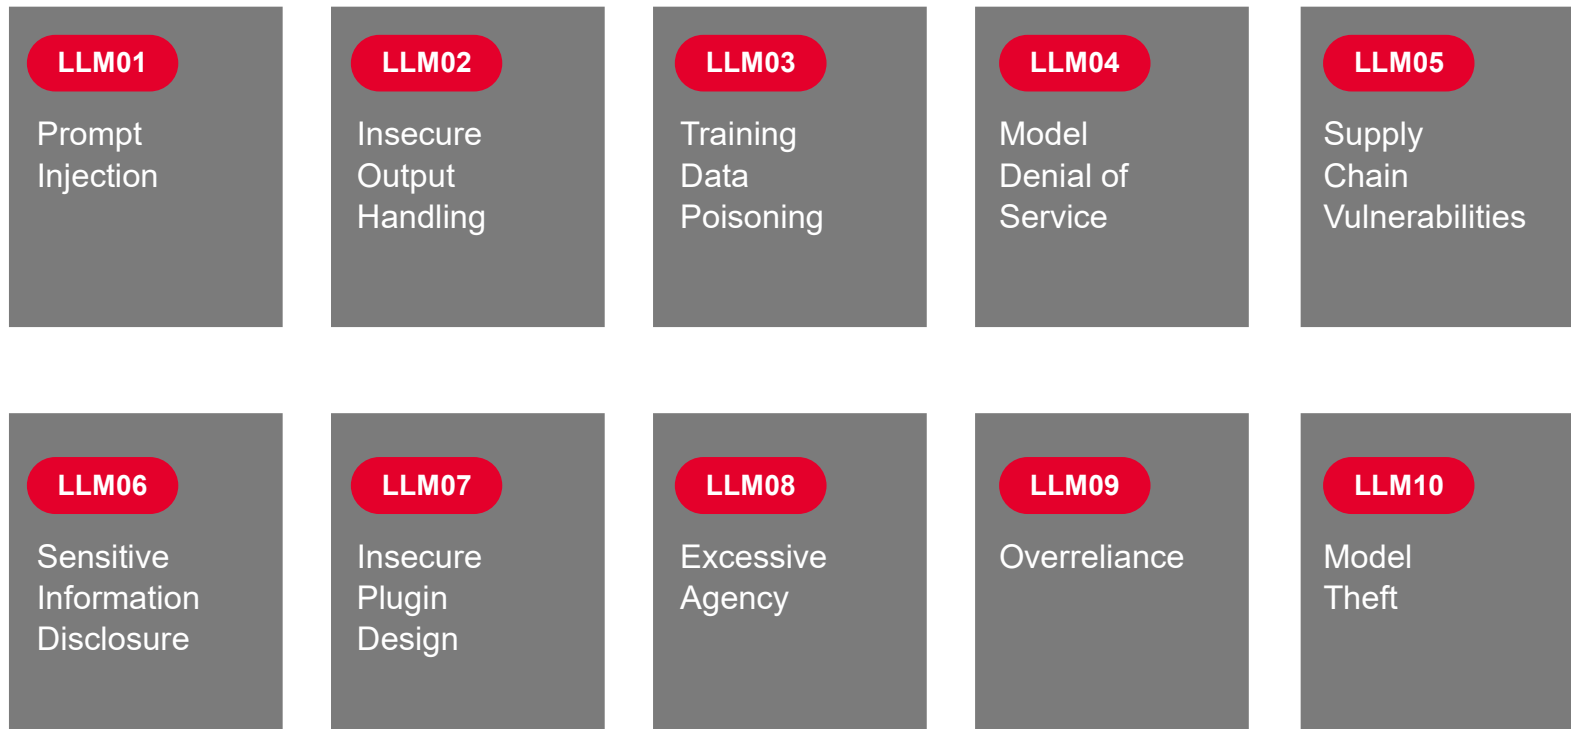 LLM01
Prompt
Injection
LLM02
Insecure
Output
Handling
LLM03
Training
Data
Poisoning
LLM04
Model
Denial of
Service
LLM05
Supply
Chain
Vulnerabilities
LLM06
Sensitive
Information
Disclosure
LLM07
Insecure
Plugin
Design
LLM08
Excessive
Agency
LLM09
Overreliance
LLM10
Model
Theft